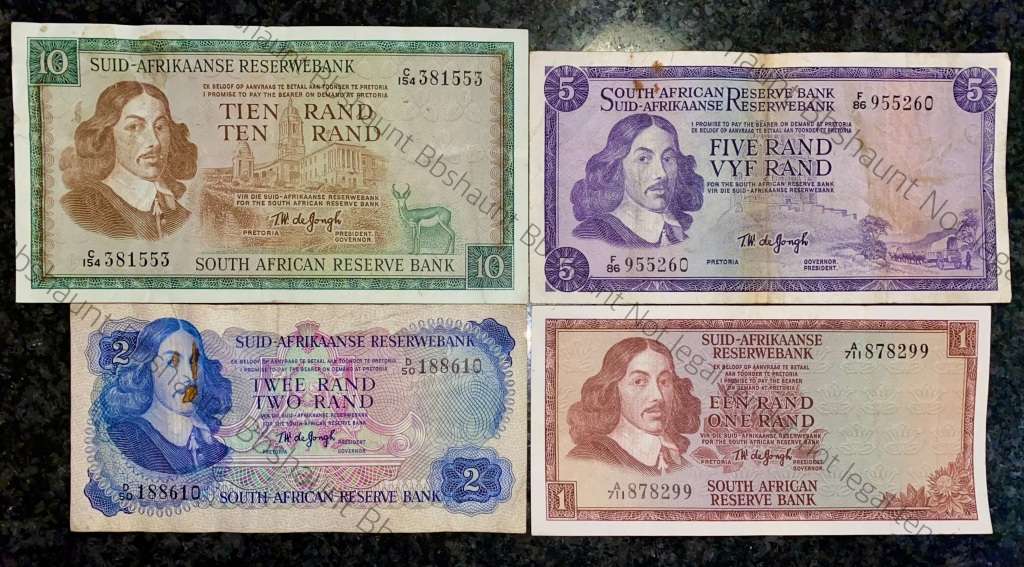 10
SUID-AFRIKAANSE RESERWEBANK
C/154 381553
EK BELOOF OP AANVRAAG TE BETAAL AAN TOONDER TE PRETORIA
I PROMISE TO PAY THE BEARER ON DEMAND AT PRETORIA
TIEN RAND
TEN RAND
VIR DIE SUID-AFRIKAANSE RESERWEBANK
FOR THE SOUTH AFRICAN RESERVE BANK
T.W. de Jongh
PRETORIA PRESIDENT.
GOVERNOR.
C/154 381553
SOUTH AFRICAN RESERVE BANK
10
5
SOUTH AFRICAN RESERVE BANK
SUID-AFRIKAANSE RESERWEBANK
5
F/86 955260
I PROMISE TO PAY THE BEARER ON DEMAND AT PRETORIA
EK BELOOF OP AANVRAAG TE BETAAL AAN TOONDER TE PRETORIA
FIVE RAND
VYF RAND
FOR THE SOUTH AFRICAN RESERVE BANK
VIR DIE SUID-AFRIKAANSE RESERWEBANK
T.W. de Jongh
F/86 955260
PRETORIA GOVERNOR.
PRESIDENT.
5
2
SUID-AFRIKAANSE RESERWEBANK
EK BELOOF OP AANVRAAG TE BETAAL AAN TOONDER TE PRETORIA
I PROMISE TO PAY THE BEARER ON DEMAND AT PRETORIA
D/50 188610
TWEE RAND
TWO RAND
VIR DIE SUID-AFRIKAANSE RESERWEBANK
FOR THE SOUTH AFRICAN RESERVE BANK
T.W. de Jongh
PRETORIA PRESIDENT
GOVERNOR
D/50 188610
SOUTH AFRICAN RESERVE BANK
2
SUID-AFRIKAANSE
RESERWEBANK
A/711 878299
1
EK BELOOF OP AANVRAAG TE BETAAL
AAN TOONDER TE PRETORIA
I PROMISE TO PAY THE BEARER
ON DEMAND AT PRETORIA
EEN RAND
ONE RAND
VIR DIE SUID-AFRIKAANSE RESERWEBANK
FOR THE SOUTH AFRICAN RESERVE BANK
T.W. de Jongh
PRETORIA PRESIDENT.
GOVERNOR.
A/711 878299
1
SOUTH AFRICAN
RESERVE BANK